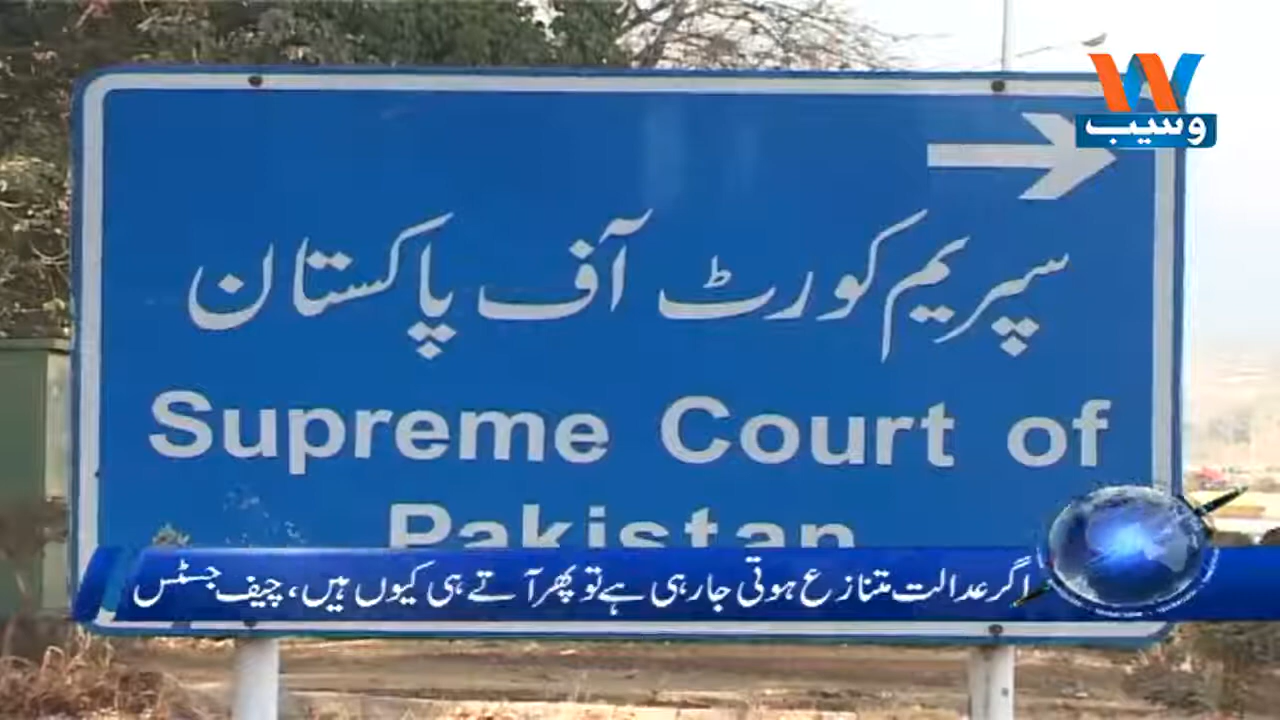 وسیب
سپریم کورٹ آف پاکستان
Supreme Court of
Pakistan
اگر عدالت متنازع ہوتی جارہی ہے تو پھر آتے ہی کیوں ہیں، چیف جسٹس